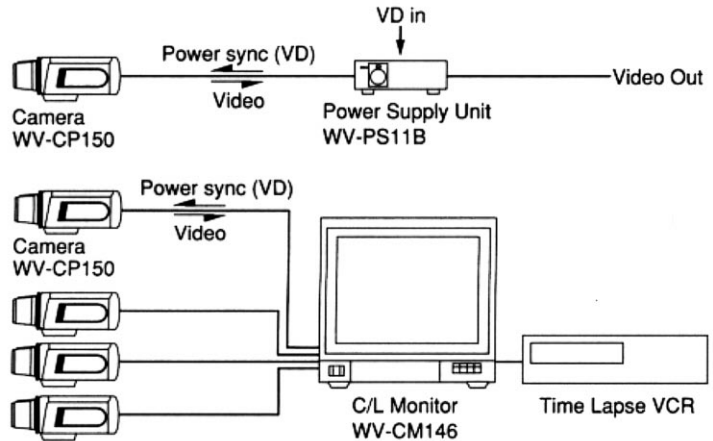 VD in
Power sync (VD)
Video
Video Out
Camera
WV-CP150
Power Supply Unit
WV-PS11B
Power sync (VD)
Video
Camera
WV-CP150
C/L Monitor
WV-CM146
Time Lapse VCR